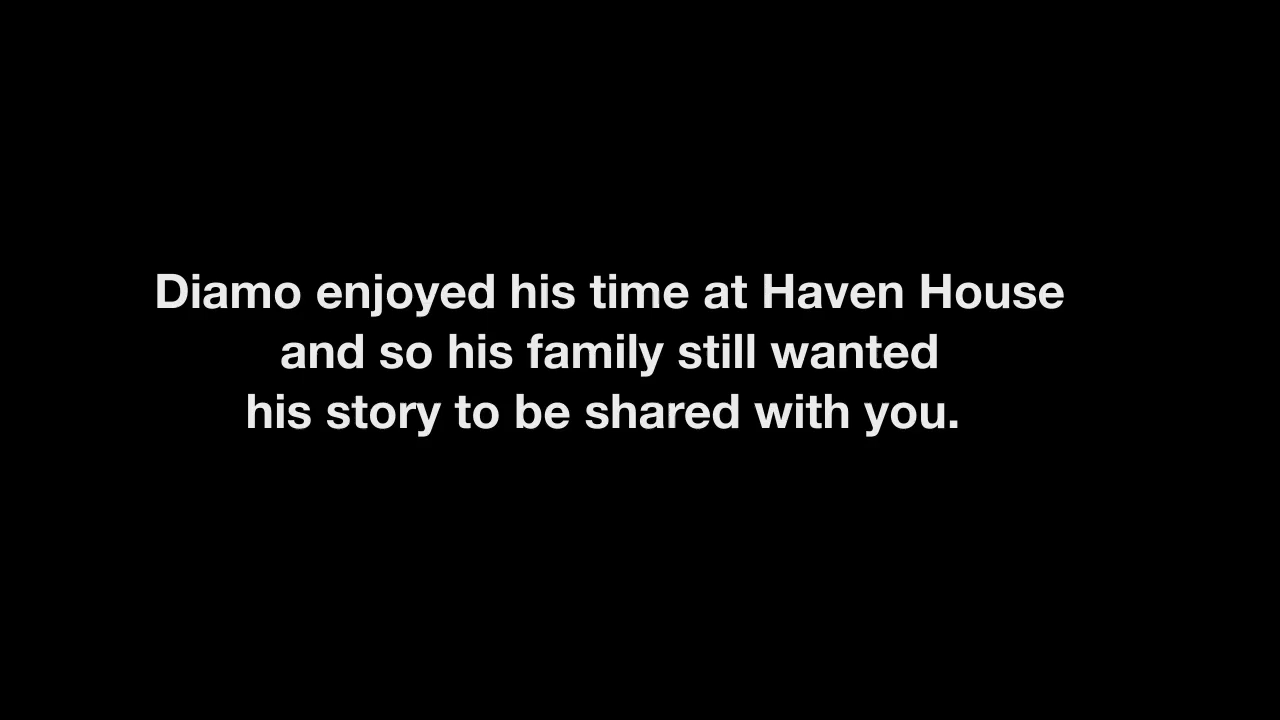 Diamo enjoyed his time at Haven House
and so his family still wanted
his story to be shared with you.